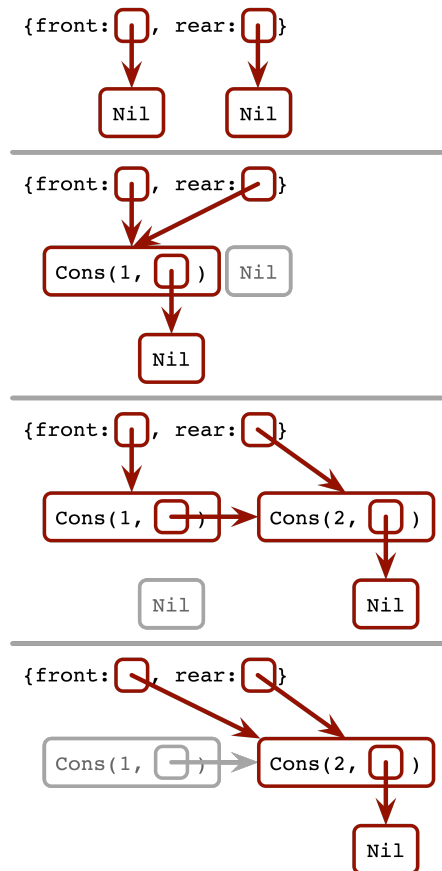 {front: , rear: }
Nil Nil
{front: , rear: }
Cons(1, ) Nil
Nil
{front: , rear: }
Cons(1, ) Cons(2, )
Nil Nil
{front: , rear: }
Cons(1, ) Cons(2, )
Nil